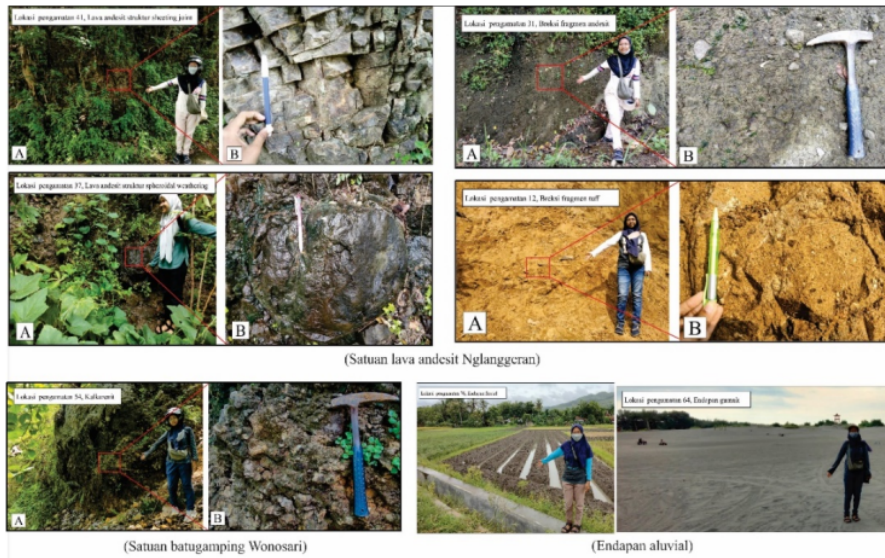 Lokasi pengamatan 41, Lava andesit struktur sheeting joint
A
B
Lokasi pengamatan 31, Breksi fragmen andesit
A
B
Lokasi pengamatan 37, Lava andesit struktur spheroidal weathering
A
B
Lokasi pengamatan 12, Breksi fragmen tuff
A
B
(Satuan lava andesit Nglanggeran)
Lokasi pengamatan 54, Kalkarenit
A
B
Lokasi pengamatan
Lokasi pengamatan 64, Endapan gumuk
(Satuan batugamping Wonosari)
(Endapan aluvial)